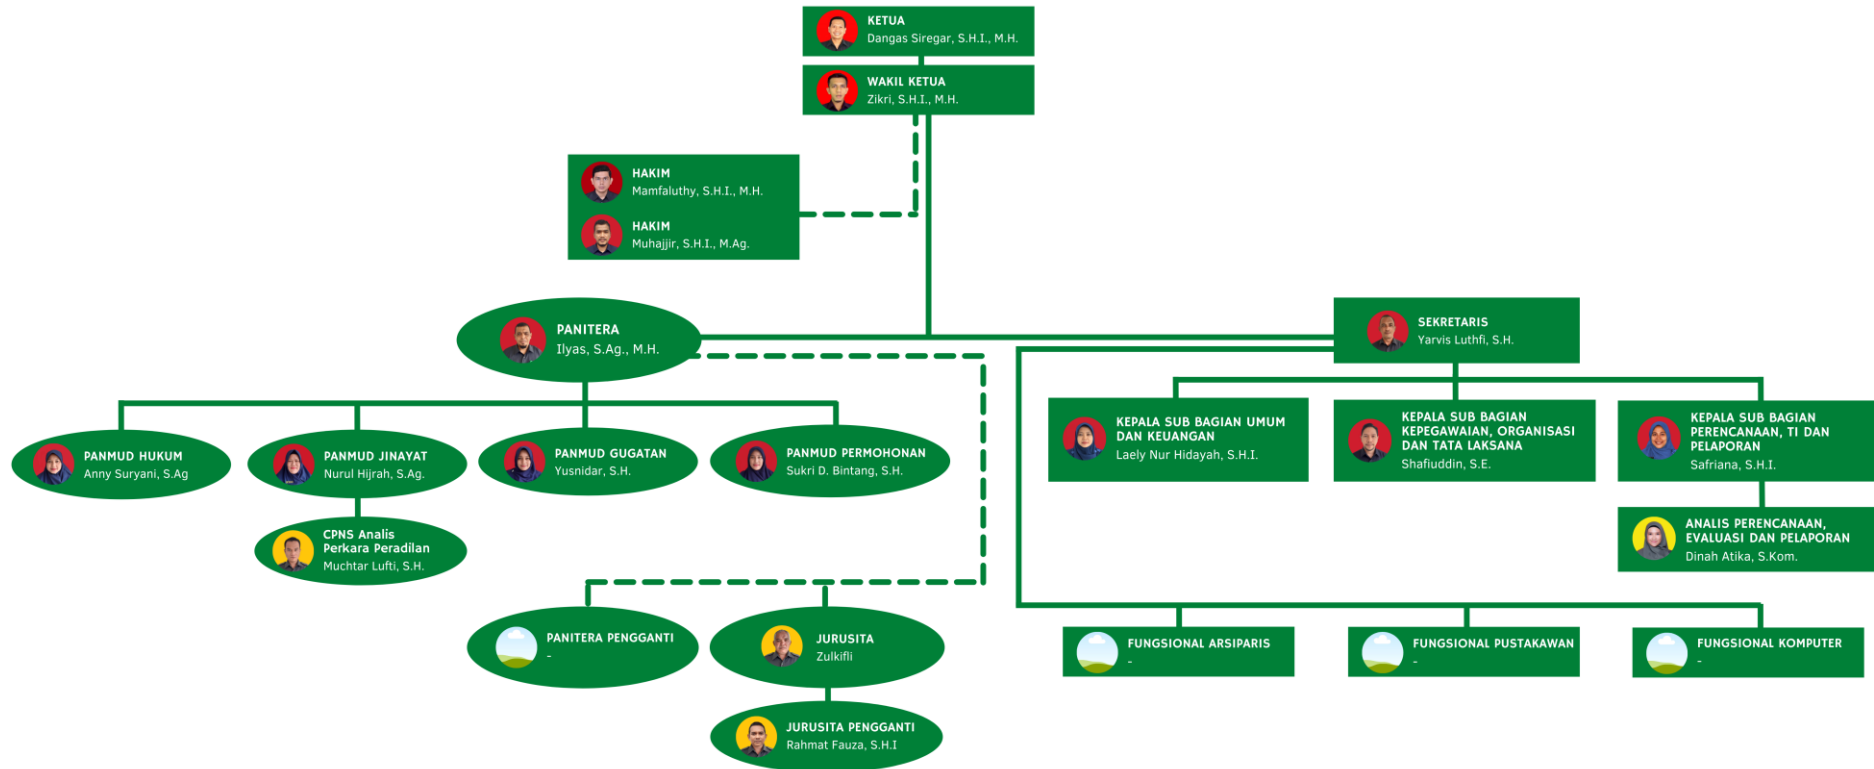 KETUA
Dangas Siregar, S.H.I., M.H.
WAKIL KETUA
Zikri, S.H.I., M.H.
HAKIM
Mamfaluthy, S.H.I., M.H.
HAKIM
Muhajjir, S.H.I., M.Ag.
PANITERA
Ilyas, S.Ag., M.H.
SEKRETARIS
Yarvis Luthfi, S.H.
PANMUD HUKUM
Anny Suryani, S.Ag
PANMUD JINAYAT
Nurul Hijrah, S.Ag.
PANMUD GUGATAN
Yusnidar, S.H.
PANMUD PERMOHONAN
Sukri D. Bintang, S.H.
KEPALA SUB BAGIAN UMUM
DAN KEUANGAN
Laely Nur Hidayah, S.H.I.
KEPALA SUB BAGIAN
KEPEGAWAIAN, ORGANISASI
DAN TATA LAKSANA
Shafiuddin, S.E.
KEPALA SUB BAGIAN
PERENCANAAN, TI DAN
PELAPORAN
Safriana, S.H.I.
CPNS Analis
Perkara Peradilan
Muchtar Lufti, S.H.
ANALIS PERENCANAAN,
EVALUASI DAN PELAPORAN
Dinah Atika, S.Kom.
PANITERA PENGGANTI
-
JURUSITA
Zulkifli
FUNGSIONAL ARSIPARIS
-
FUNGSIONAL PUSTAKAWAN
-
FUNGSIONAL KOMPUTER
-
JURUSITA PENGGANTI
Rahmat Fauza, S.H.I